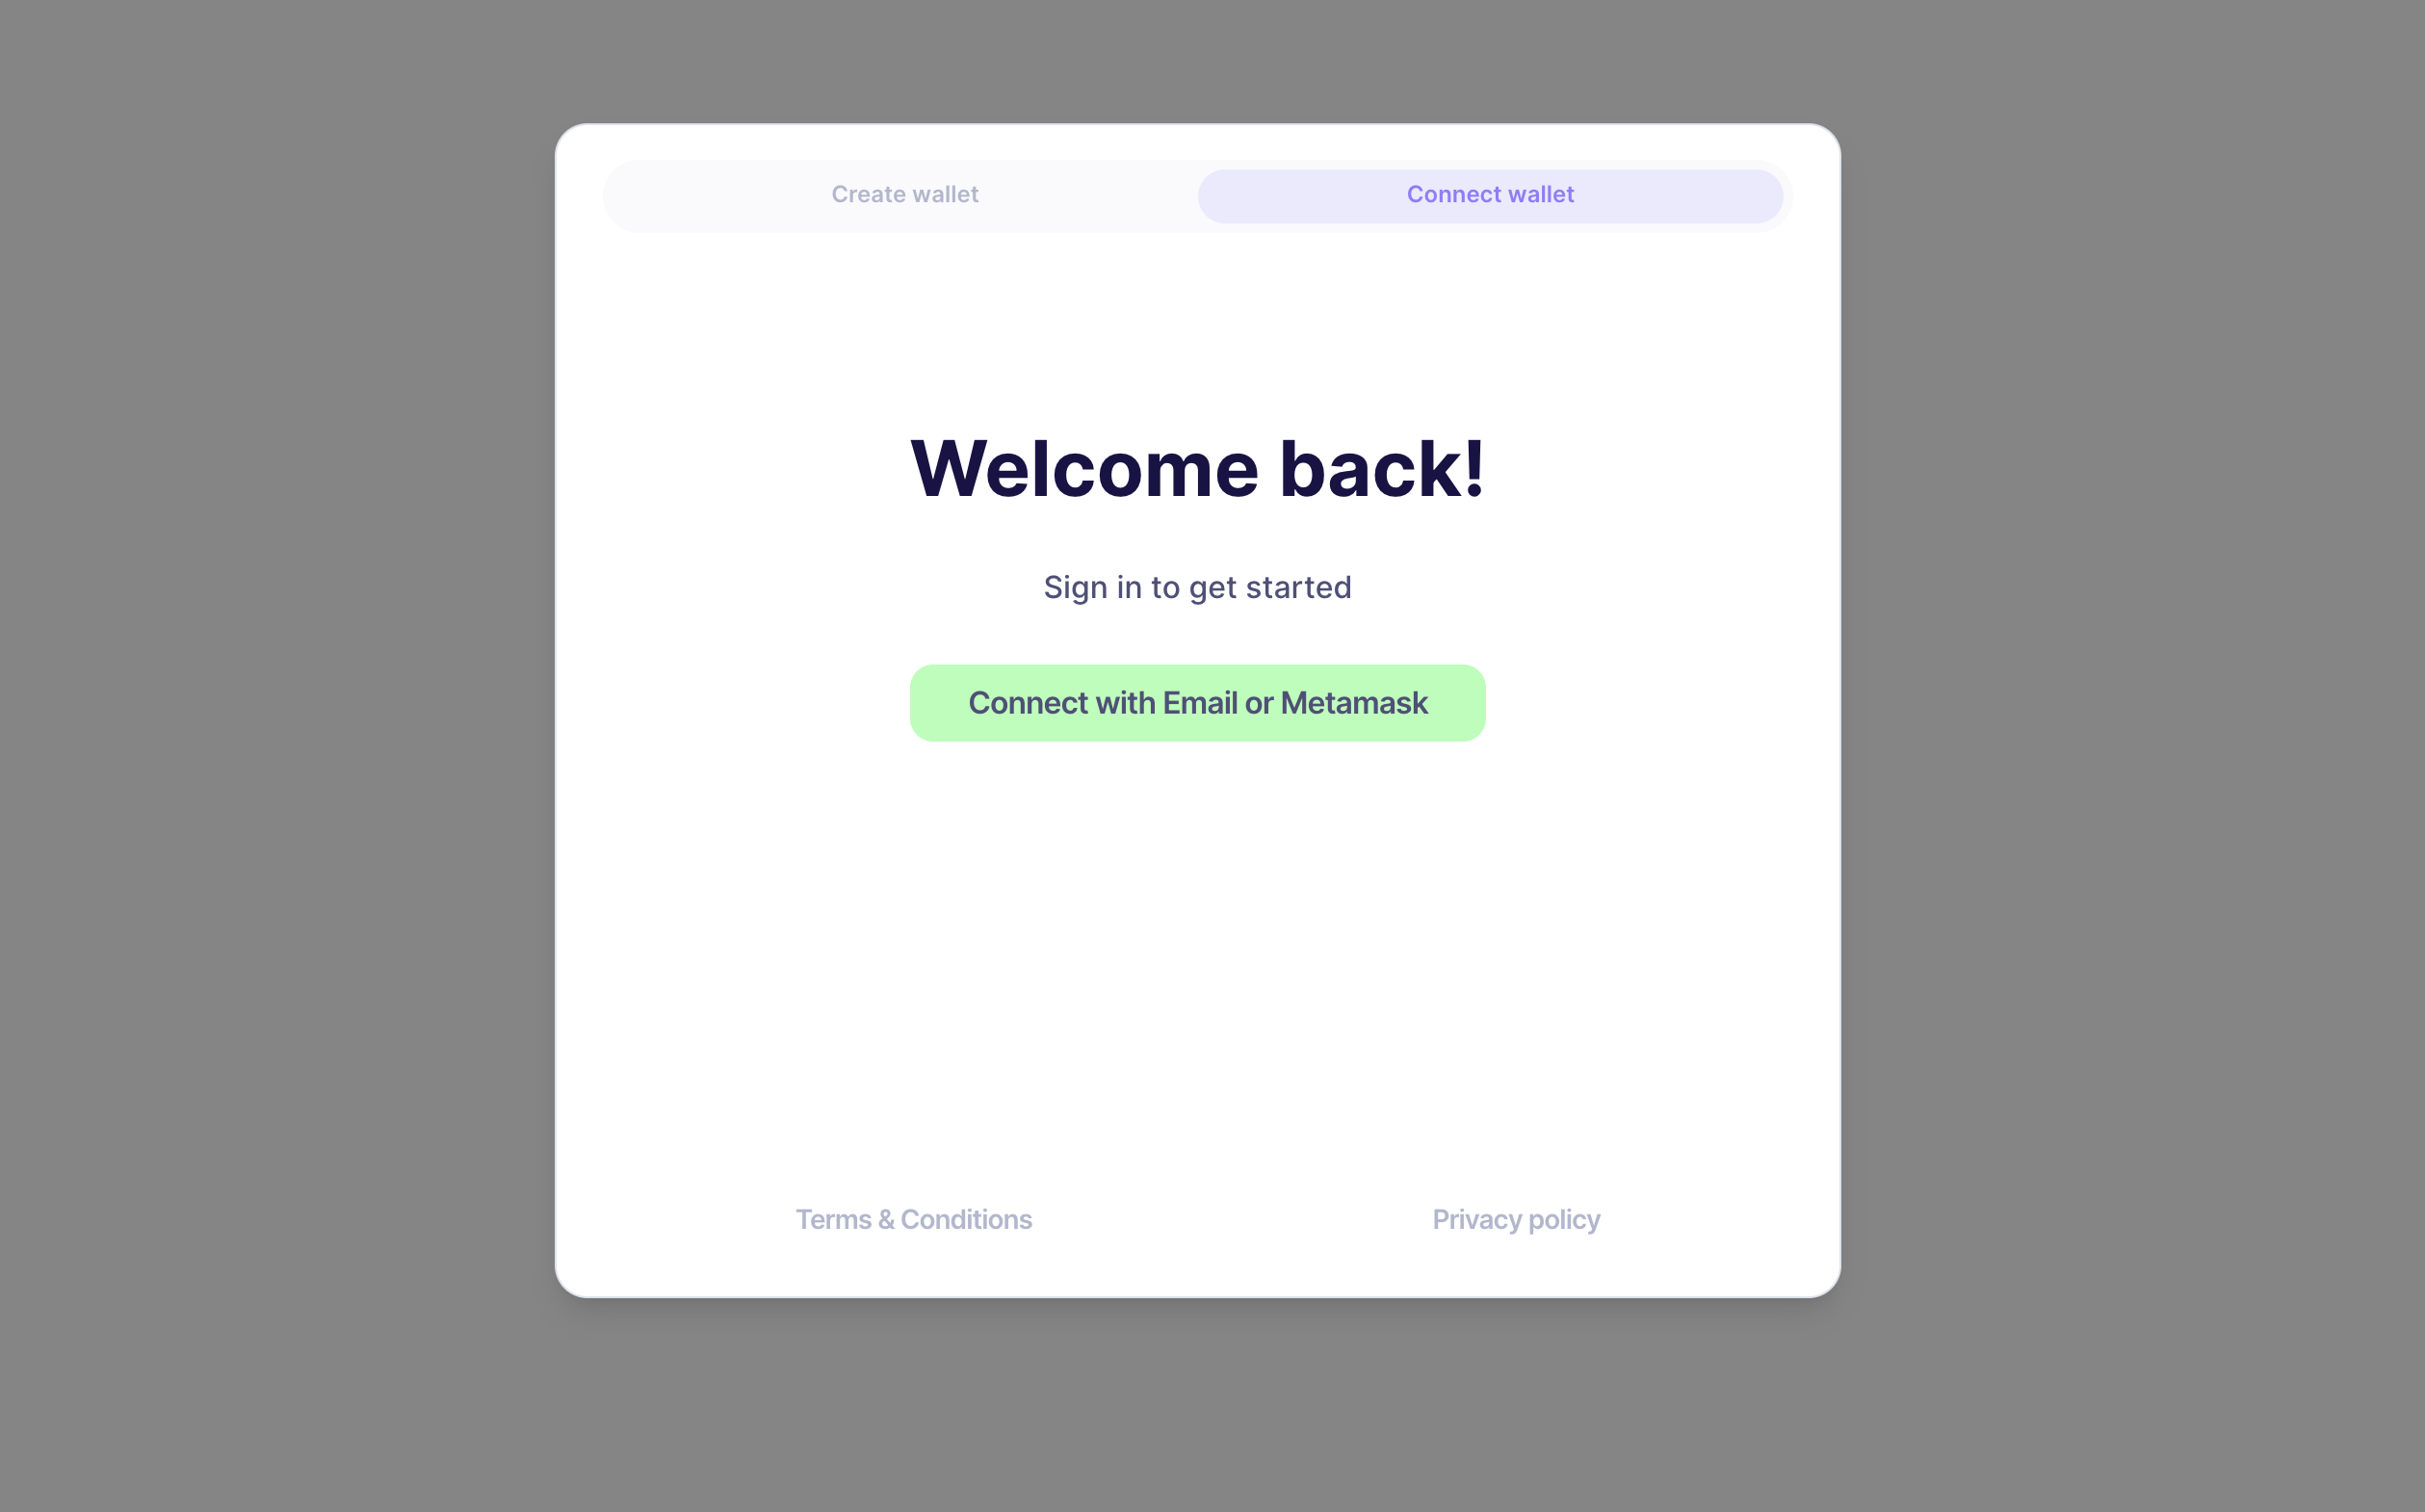 Create wallet
Connect wallet
Welcome back!
Sign in to get started
Connect with Email or Metamask
Terms & Conditions
Privacy policy